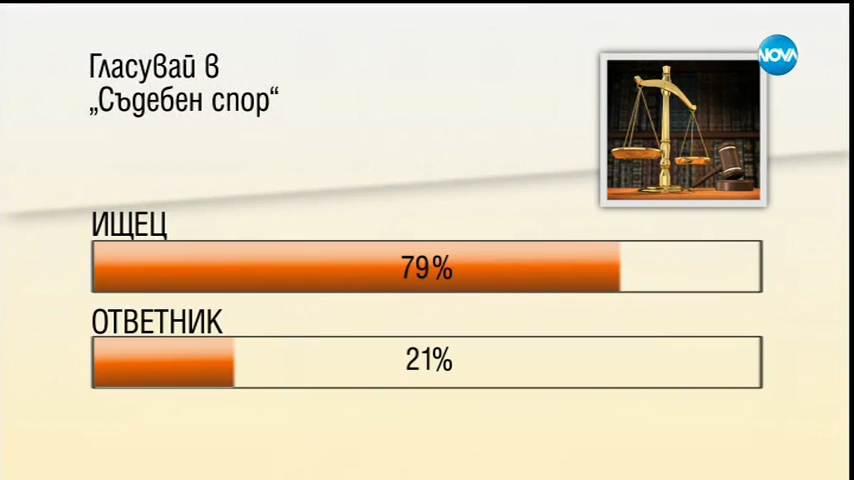 Гласувай в
„Съдебен спор“
NOVA
ИЩЕЦ
79%
ОТВЕТНИК
21%